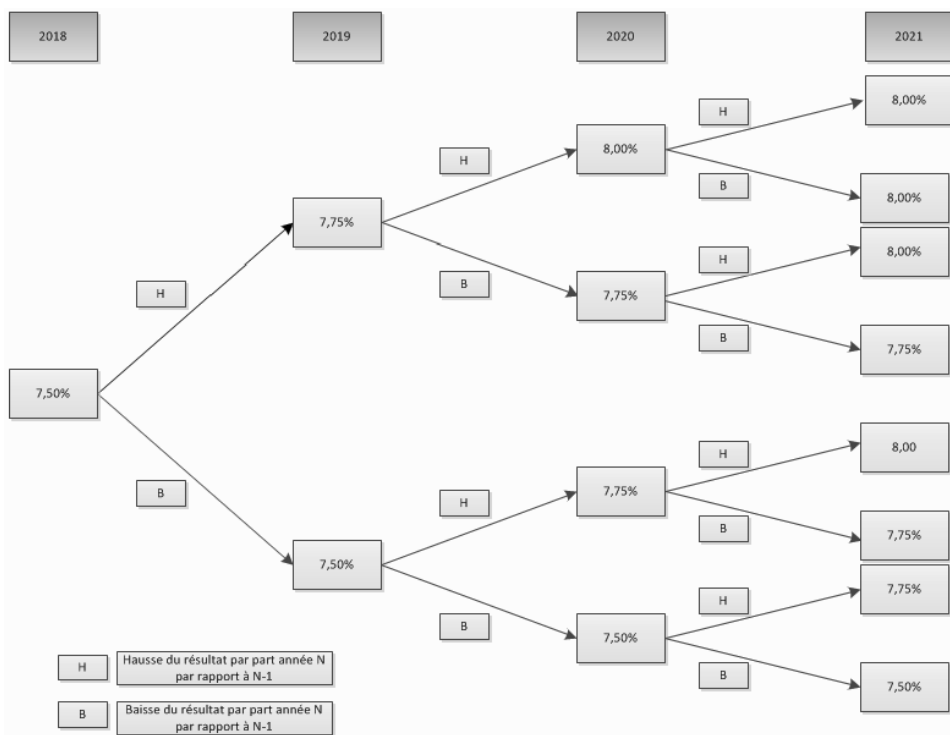 2018
2019
2020
2021
8,00%
H
8,00%
H
B
8,00%
7,75%
8,00%
H
H
B
7,75%
B
7,75%
7,50%
8,00
H
B
H
7,75%
B
7,75%
7,50%
7,75%
H
B
7,50%
H
Hausse du résultat par part année N
par rapport à N-1
B
7,50%
B
Baisse du résultat par part année N
par rapport à N-1